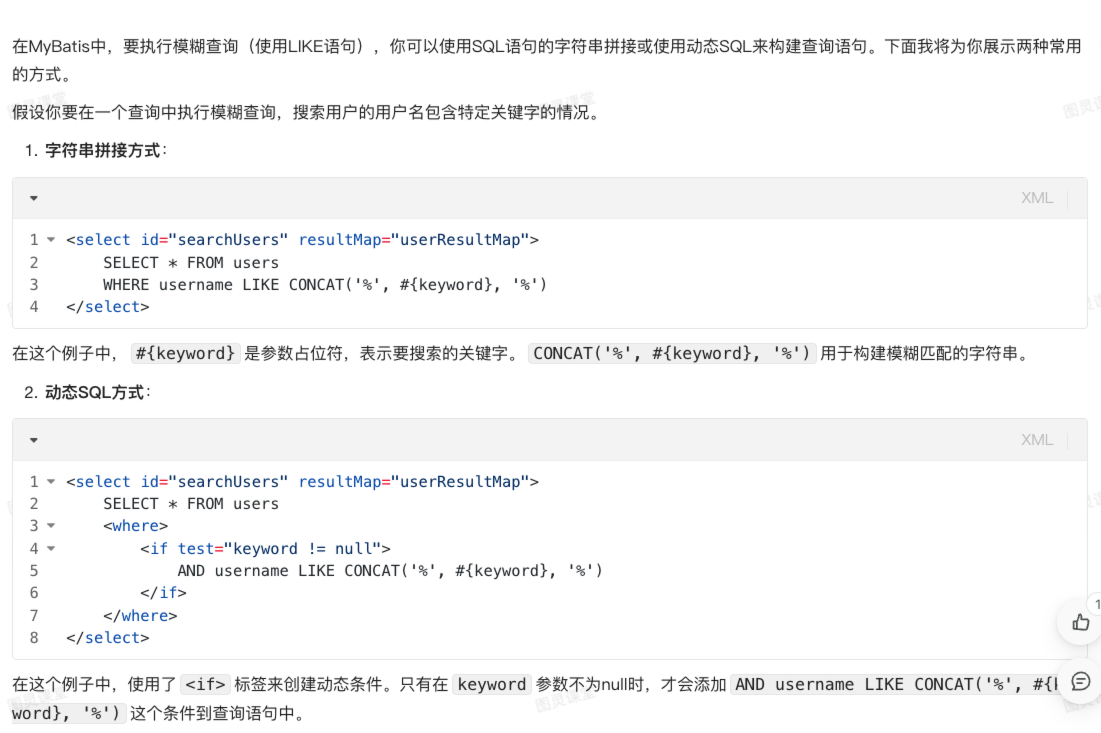 在MyBatis中，要执行模糊查询（使用LIKE语句），你可以使用SQL语句的字符串拼接或使用动态SQL来构建查询语句。下面我将为你展示两种常用
的方式。
假设你要在一个查询中执行模糊查询，搜索用户的用户名包含特定关键字的情况。
1. 字符串拼接方式：
XML
1 <select id="searchUsers" resultMap="userResultMap">
2 SELECT * FROM users
3 WHERE username LIKE CONCAT('%', #{keyword}, '%')
4 </select>
在这个例子中， #{keyword} 是参数占位符，表示要搜索的关键字。 CONCAT('%', #{keyword}, '%') 用于构建模糊匹配的字符串。
2. 动态SQL方式：
XML
1 <select id="searchUsers" resultMap="userResultMap">
2 SELECT * FROM users
3 <where>
4 <if test="keyword != null">
5 AND username LIKE CONCAT('%', #{keyword}, '%')
6 </if>
7 </where>
8 </select>
1
在这个例子中，使用了 <if> 标签来创建动态条件。只有在 keyword 参数不为null时，才会添加 AND username LIKE CONCAT('%', #{
word}, '%') 这个条件到查询语句中。